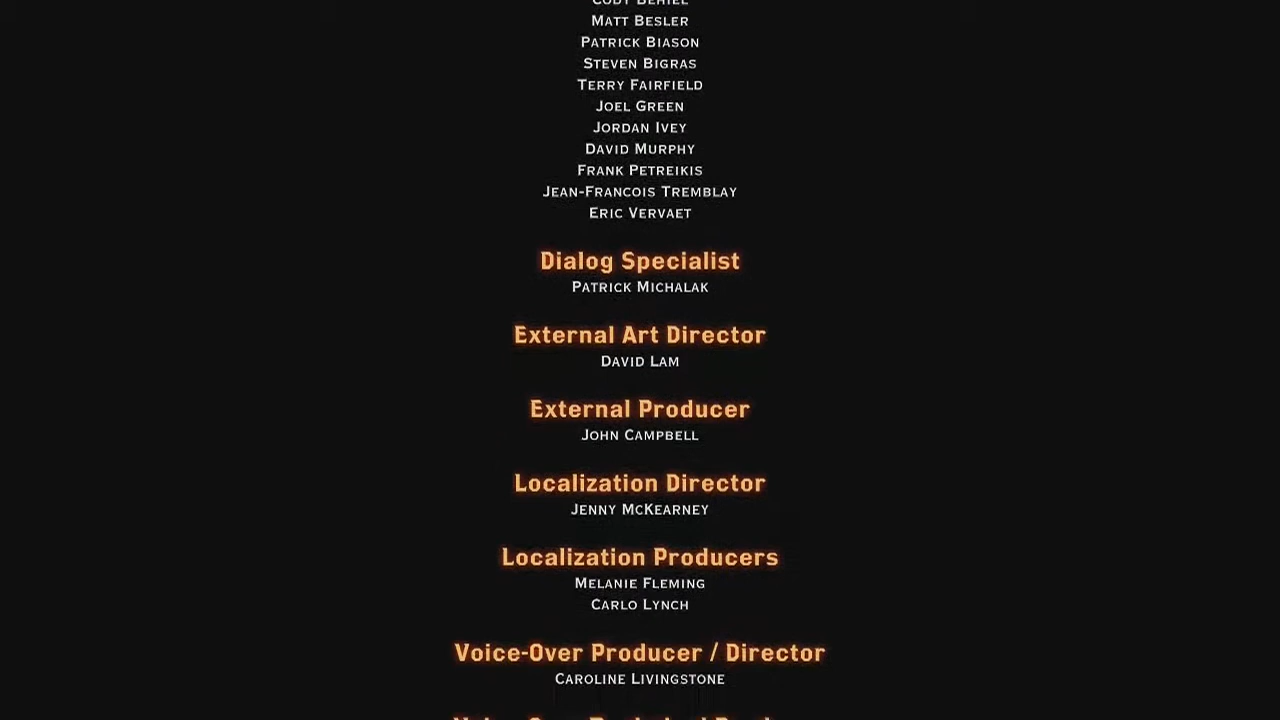 Matt Besler
Patrick Biason
Steven Bigras
Terry Fairfield
Joel Green
Jordan Ivey
David Murphy
Frank Petreikis
Jean-Francois Tremblay
Eric Vervaet
Dialog Specialist
Patrick Michalak
External Art Director
David Lam
External Producer
John Campbell
Localization Director
Jenny McKearney
Localization Producers
Melanie Fleming
Carlo Lynch
Voice-Over Producer / Director
Caroline Livingstone